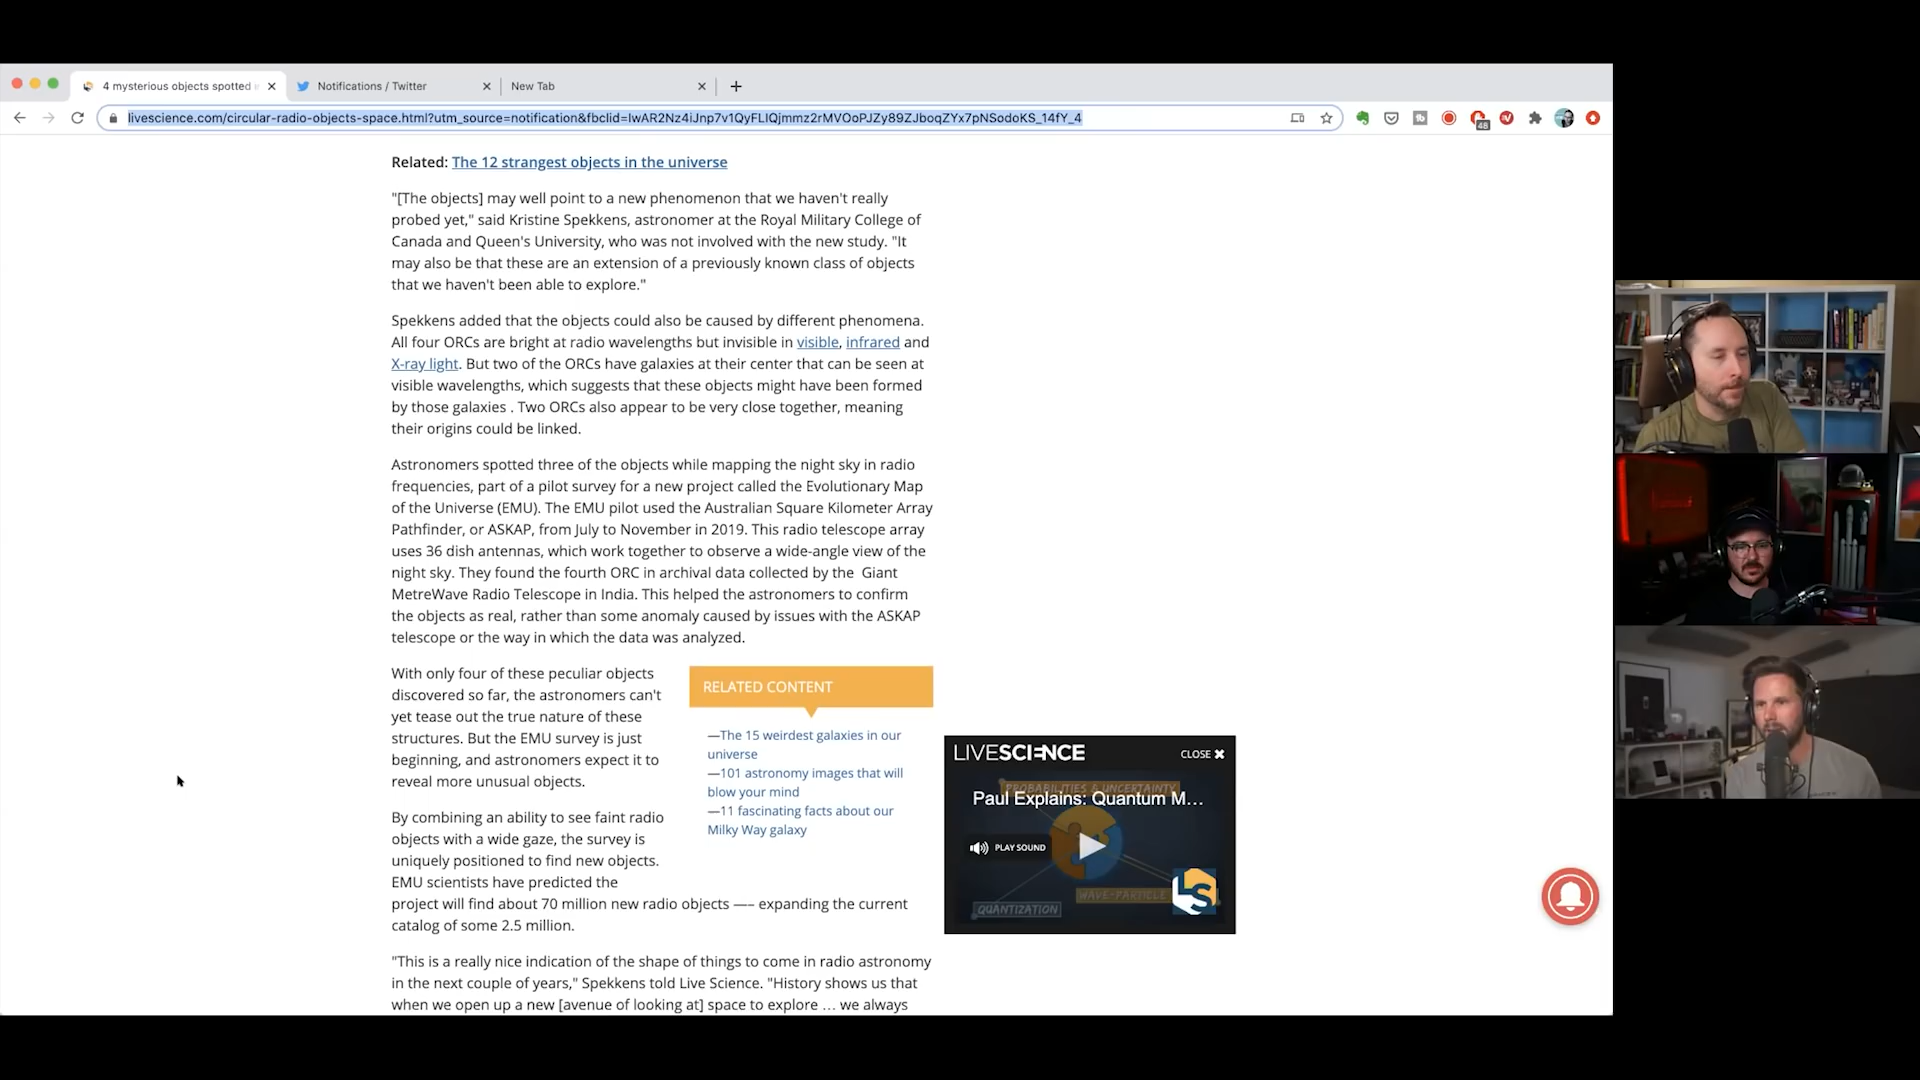 4 mysterious objects spotted i
Notifications / Twitter
New Tab
livescience.com/circular-radio-objects-space.html?utm_source=notification&fbclid=IwAR2Nz4iJnp7v1QyFLIQjmmz2rMVOoPJZy89ZJboqZYx7pNSodoKS_14fY_4
48
Related: The 12 strangest objects in the universe
"[The objects] may well point to a new phenomenon that we haven't really
probed yet," said Kristine Spekkens, astronomer at the Royal Military College of
Canada and Queen's University, who was not involved with the new study. "It
may also be that these are an extension of a previously known class of objects
that we haven't been able to explore."
Spekkens added that the objects could also be caused by different phenomena.
All four ORCs are bright at radio wavelengths but invisible in visible, infrared and
X-ray light. But two of the ORCs have galaxies at their center that can be seen at
visible wavelengths, which suggests that these objects might have been formed
by those galaxies . Two ORCs also appear to be very close together, meaning
their origins could be linked.
Astronomers spotted three of the objects while mapping the night sky in radio
frequencies, part of a pilot survey for a new project called the Evolutionary Map
of the Universe (EMU). The EMU pilot used the Australian Square Kilometer Array
Pathfinder, or ASKAP, from July to November in 2019. This radio telescope array
uses 36 dish antennas, which work together to observe a wide-angle view of the
night sky. They found the fourth ORC in archival data collected by the  Giant
MetreWave Radio Telescope in India. This helped the astronomers to confirm
the objects as real, rather than some anomaly caused by issues with the ASKAP
telescope or the way in which the data was analyzed.
With only four of these peculiar objects
discovered so far, the astronomers can't
yet tease out the true nature of these
structures. But the EMU survey is just
beginning, and astronomers expect it to
reveal more unusual objects.
RELATED CONTENT
—The 15 weirdest galaxies in our
universe
—101 astronomy images that will
blow your mind
—11 fascinating facts about our
Milky Way galaxy
By combining an ability to see faint radio
objects with a wide gaze, the survey is
uniquely positioned to find new objects.
EMU scientists have predicted the
project will find about 70 million new radio objects —– expanding the current
catalog of some 2.5 million.
"This is a really nice indication of the shape of things to come in radio astronomy
in the next couple of years," Spekkens told Live Science. "History shows us that
when we open up a new [avenue of looking at] space to explore … we always
LIVESCIENCE
CLOSE ✖
PROBABILITIES & UNCERTAINTY
Paul Explains: Quantum M...
PLAY SOUND
WAVE-PARTICLE
QUANTIZATION
LS